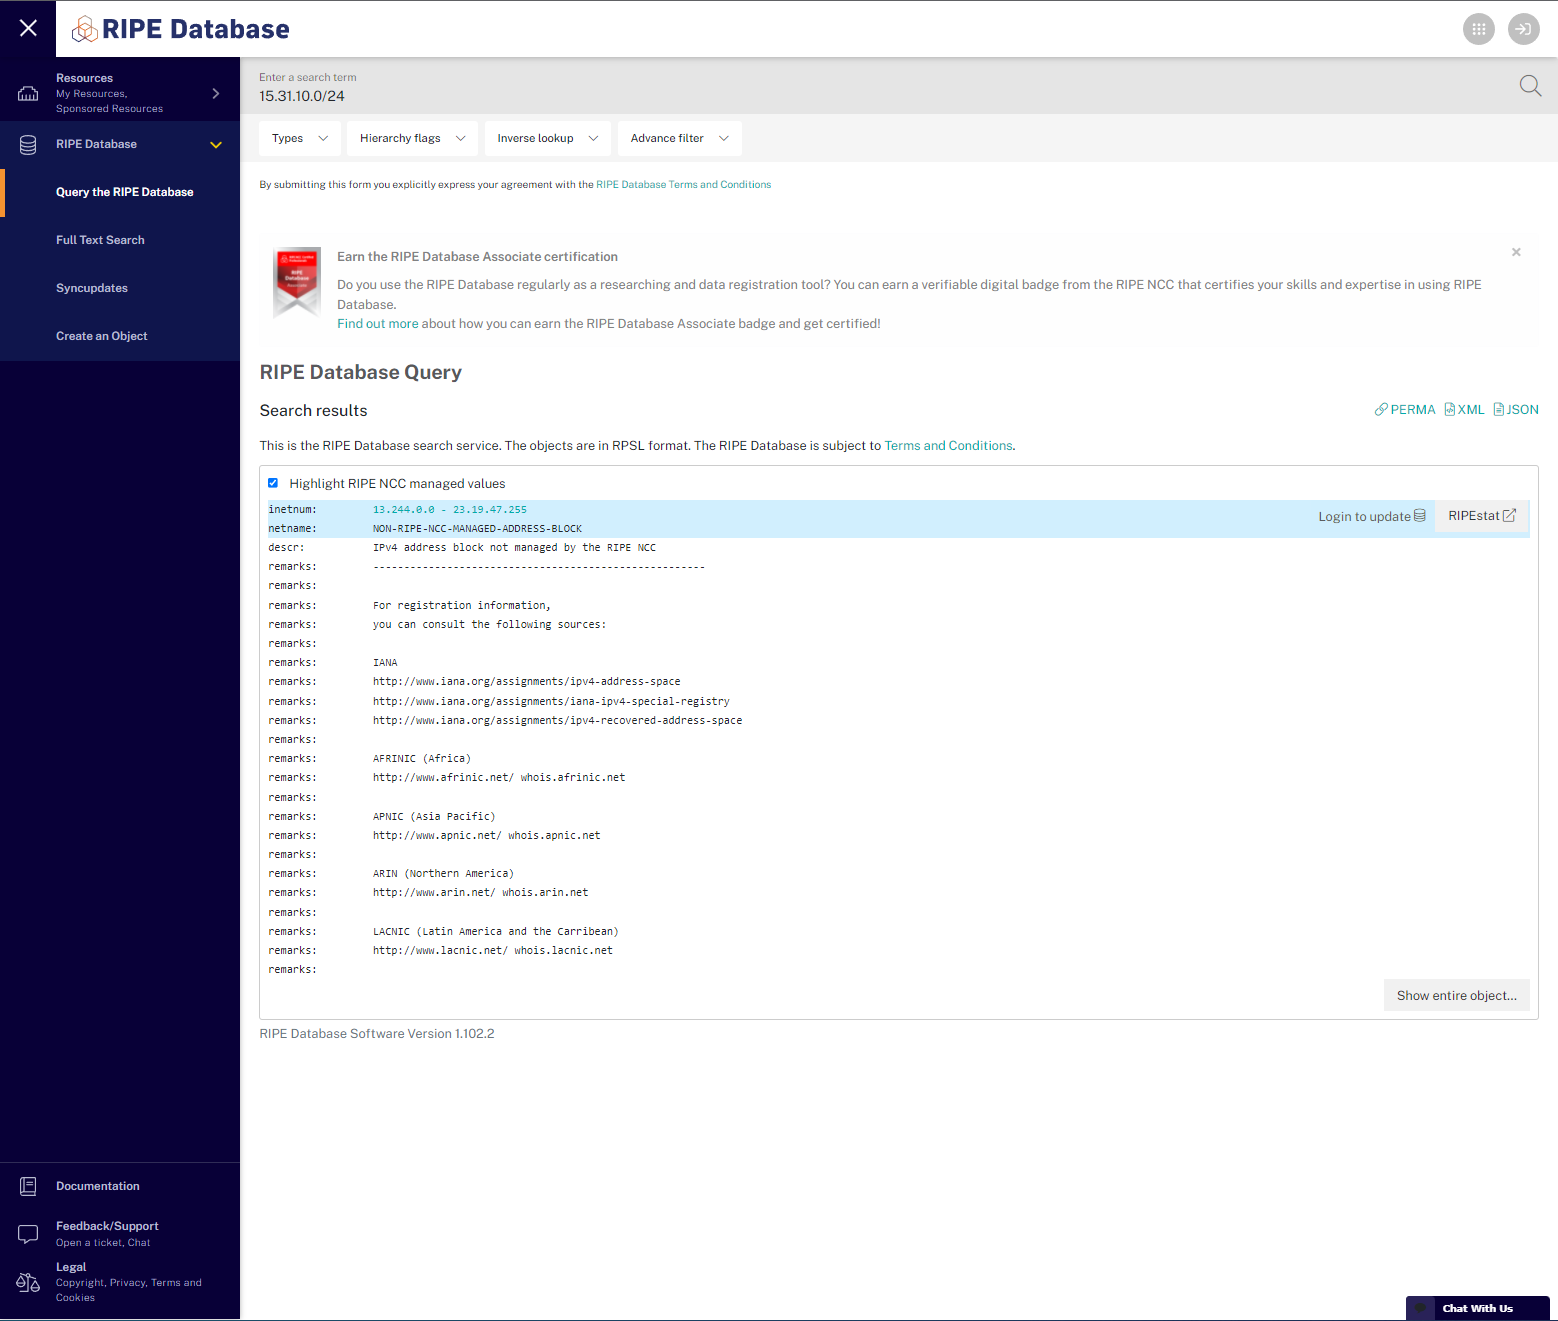 RIPE Database
Resources
My Resources,
Sponsored Resources
RIPE Database
Query the RIPE Database
Full Text Search
Syncupdates
Create an Object
Documentation
Feedback/Support
Open a ticket, Chat
Legal
Copyright, Privacy, Terms and
Cookies
Enter a search term
15.31.10.0/24
Types Hierarchy flags Inverse lookup Advance filter
By submitting this form you explicitly express your agreement with the RIPE Database Terms and Conditions
RIPE
Database
Associate
Earn the RIPE Database Associate certification
Do you use the RIPE Database regularly as a researching and data registration tool? You can earn a verifiable digital badge from the RIPE NCC that certifies your skills and expertise in using RIPE
Database.
Find out more about how you can earn the RIPE Database Associate badge and get certified!
RIPE Database Query
Search results
PERMA XML JSON
This is the RIPE Database search service. The objects are in RPSL format. The RIPE Database is subject to Terms and Conditions.
Highlight RIPE NCC managed values
inetnum: 13.244.0.0 - 23.19.47.255
Login to update RIPEstat
netname: NON-RIPE-NCC-MANAGED-ADDRESS-BLOCK
descr: IPv4 address block not managed by the RIPE NCC
remarks: ------------------------------------------------------
remarks:
remarks: For registration information,
remarks: you can consult the following sources:
remarks:
remarks: IANA
remarks: http://www.iana.org/assignments/ipv4-address-space
remarks: http://www.iana.org/assignments/iana-ipv4-special-registry
remarks: http://www.iana.org/assignments/ipv4-recovered-address-space
remarks:
remarks: AFRINIC (Africa)
remarks: http://www.afrinic.net/ whois.afrinic.net
remarks:
remarks: APNIC (Asia Pacific)
remarks: http://www.apnic.net/ whois.apnic.net
remarks:
remarks: ARIN (Northern America)
remarks: http://www.arin.net/ whois.arin.net
remarks:
remarks: LACNIC (Latin America and the Carribean)
remarks: http://www.lacnic.net/ whois.lacnic.net
remarks:
Show entire object...
RIPE Database Software Version 1.102.2
Chat With Us